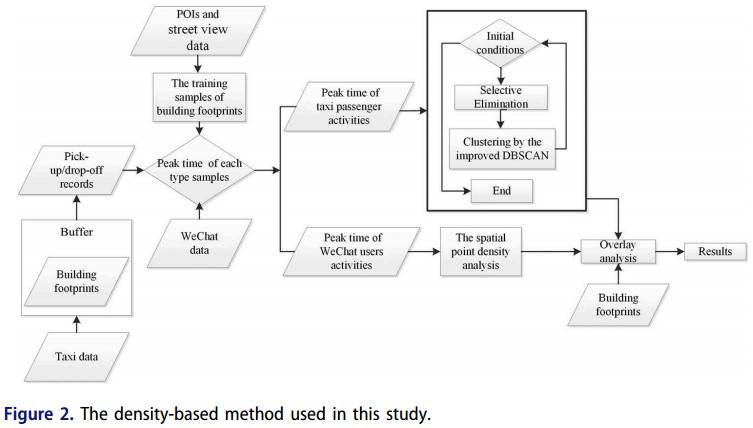 POIs and
street view
data
The training
samples of
building footprints
Pick-
up/drop-off
records
Peak time of each
type samples
WeChat
data
Buffer
Building
footprints
Taxi data
Peak time of
taxi passenger
activities
Initial
conditions
Selective
Elimination
Clustering by the
improved DBSCAN
End
Peak time of
WeChat users
activities
The spatial
point density
analysis
Overlay
analysis
Results
Building
footprints
Figure 2. The density-based method used in this study.